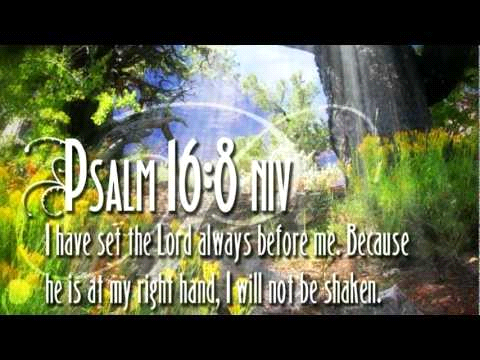 Psalm 16:8 NIV
I have set the Lord always before me. Because
he is at my right hand, I will not be shaken.